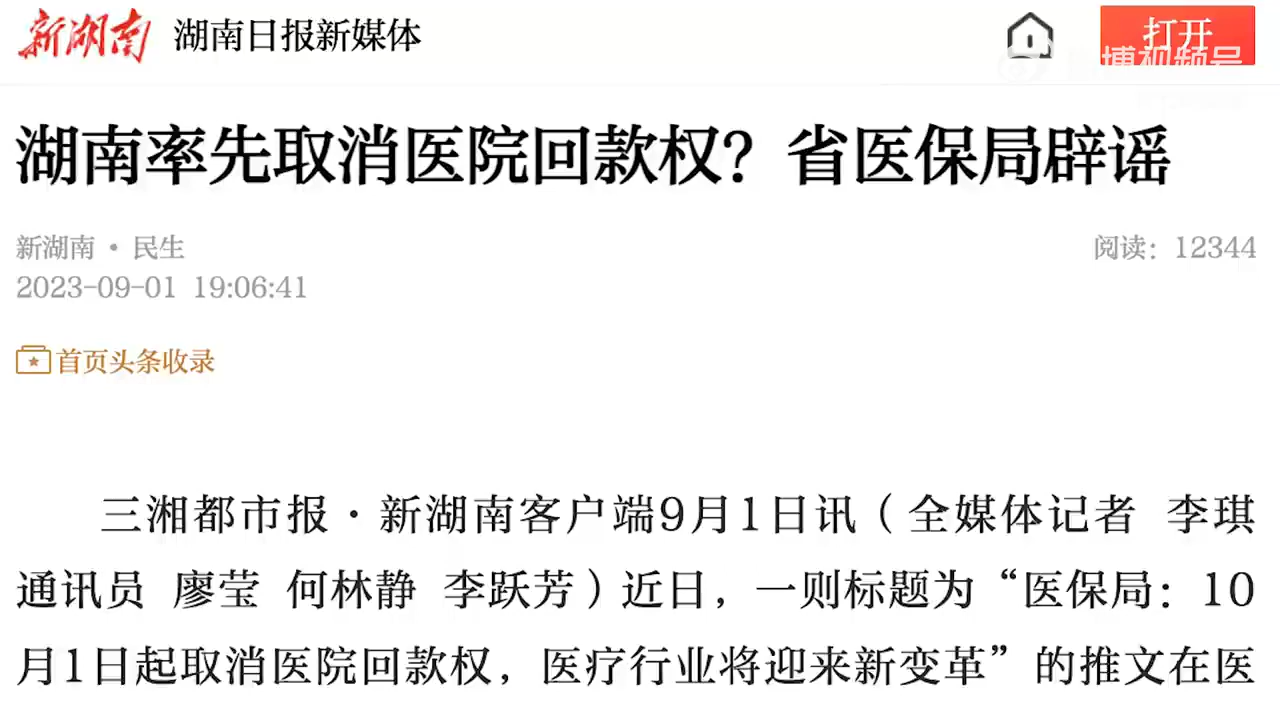 新湖南 湖南日报新媒体
打开
博视频号
湖南率先取消医院回款权？省医保局辟谣
新湖南 · 民生 阅读：12344
2023-09-01 19:06:41
首页头条收录
三湘都市报·新湖南客户端9月1日讯（全媒体记者 李琪
通讯员 廖莹 何林静 李跃芳）近日，一则标题为“医保局：10
月1日起取消医院回款权，医疗行业将迎来新变革”的推文在医